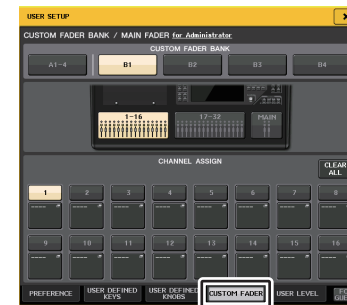 USER SETUP
CUSTOM FADER BANK / MAIN FADER for Administrator
CUSTOM FADER BANK
A1-4 B1 B2 B3 B4
1-16 17-32 MAIN
CHANNEL ASSIGN
CLEAR ALL
1 2 3 4 5 6 7 8
---- ---- ---- ---- ---- ---- ---- ----
9 10 11 12 13 14 15 16
---- ---- ---- ---- ---- ---- ---- ----
PREFERENCE USER DEFINED KEYS USER DEFINED KNOBS CUSTOM FADER USER LEVEL